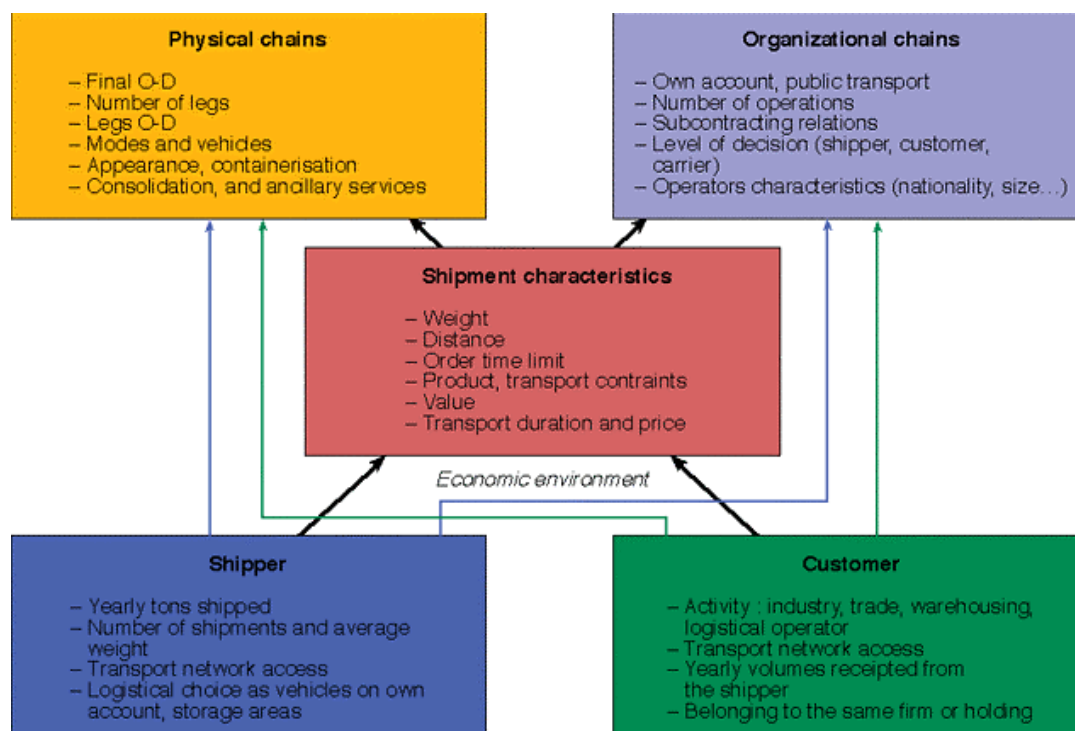 Physical chains
– Final O-D
– Number of legs
– Legs O-D
– Modes and vehicles
– Appearance, containerisation
– Consolidation, and ancillary services
Organizational chains
– Own account, public transport
– Number of operations
– Subcontracting relations
– Level of decision (shipper, customer,
carrier)
– Operators characteristics (nationality, size…)
Shipment characteristics
– Weight
– Distance
– Order time limit
– Product, transport contraints
– Value
– Transport duration and price
Economic environment
Shipper
– Yearly tons shipped
– Number of shipments and average
weight
– Transport network access
– Logistical choice as vehicles on own
account, storage areas
Customer
– Activity : industry, trade, warehousing,
logistical operator
– Transport network access
– Yearly volumes receipted from
the shipper
– Belonging to the same firm or holding